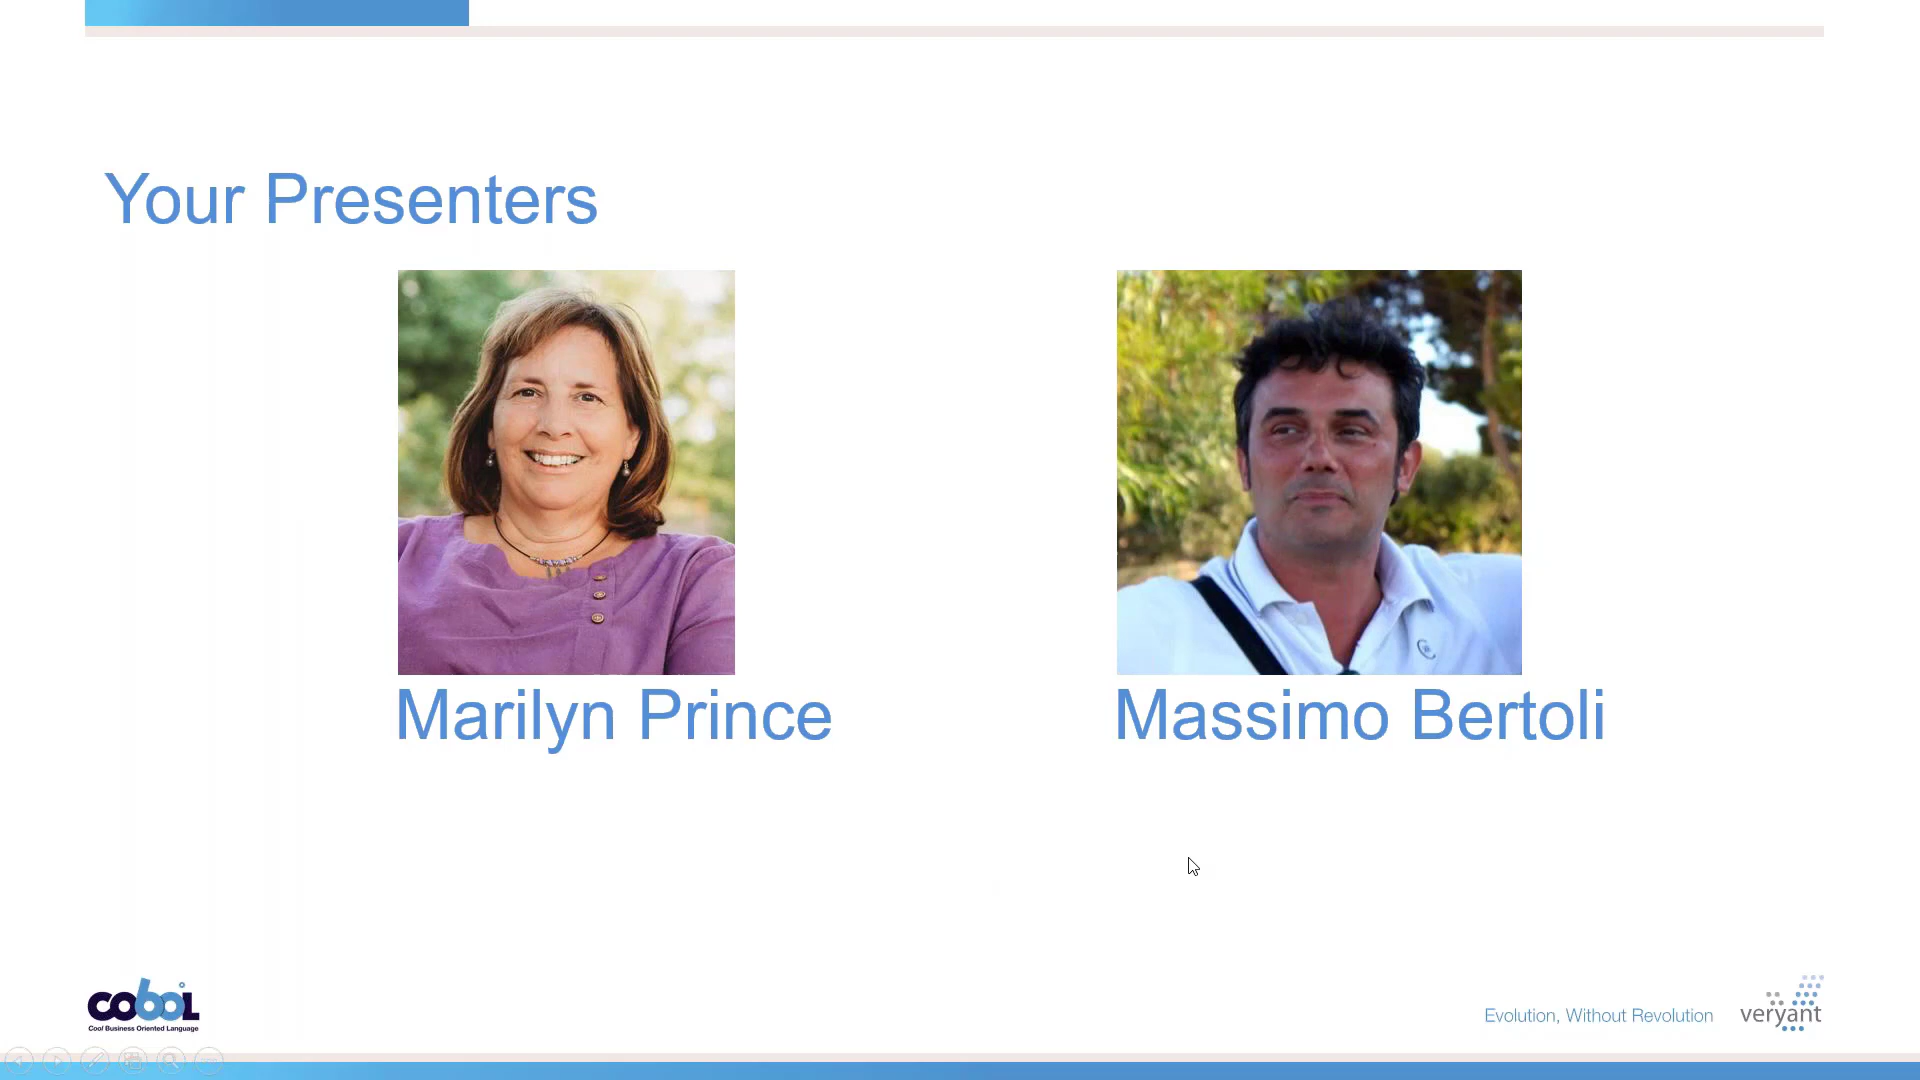 Your Presenters
Marilyn Prince
Massimo Bertoli
cobol
Cool Business Oriented Language
Evolution, Without Revolution
veryant